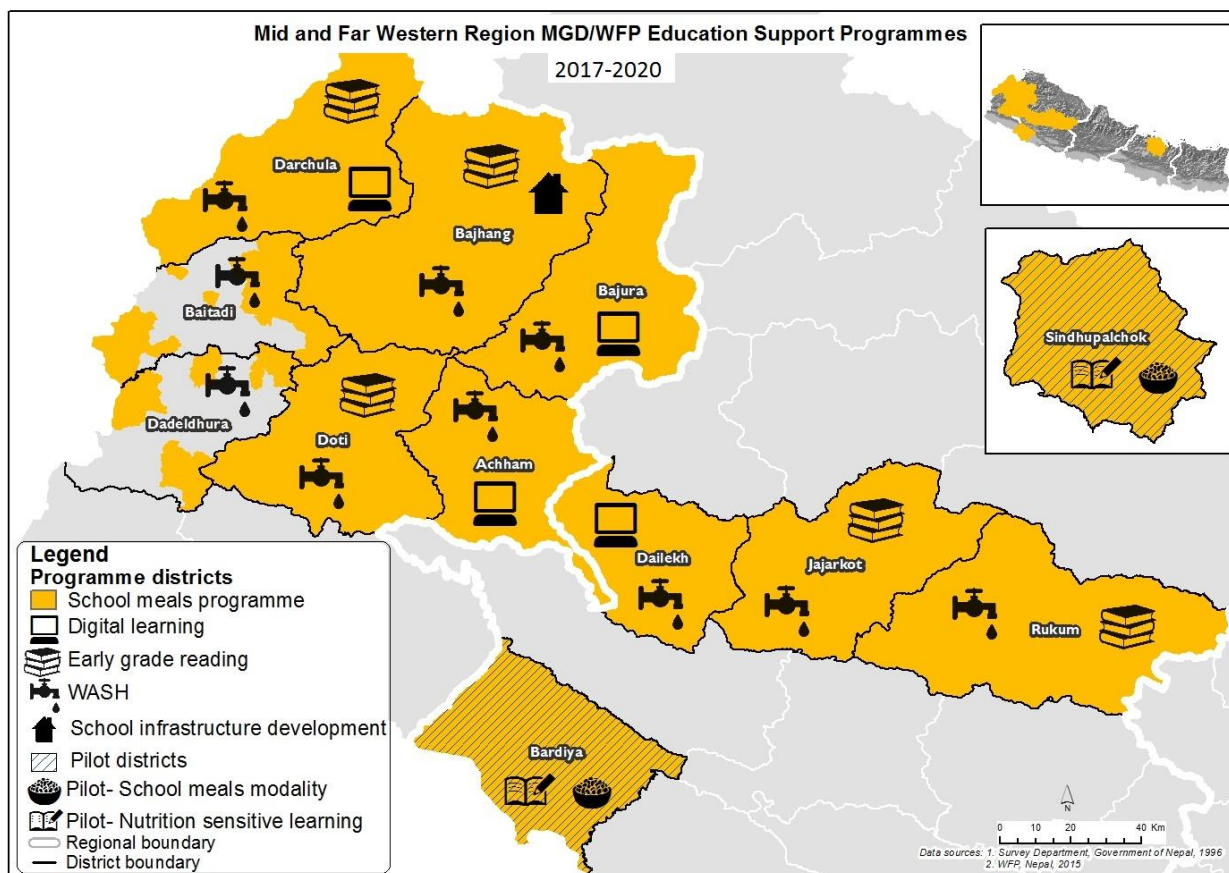 Mid and Far Western Region MGD/WFP Education Support Programmes
2017-2020
Darchula
Bajhang
Bajura
Baitadi
Dadeldhura
Doti
Achham
Dailekh
Jajarkot
Rukum
Bardiya
Sindhupalchok
Legend
Programme districts
School meals programme
Digital learning
Early grade reading
WASH
School infrastructure development
Pilot districts
Pilot- School meals modality
Pilot- Nutrition sensitive learning
Regional boundary
District boundary
N
0 10 20 40 Km
Data sources: 1. Survey Department, Government of Nepal, 1996
2. WFP, Nepal, 2015